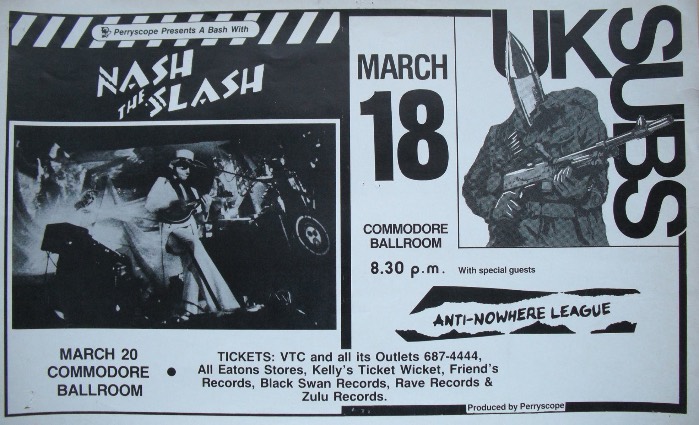 Perryscope Presents A Bash With
NASH
THE SLASH
MARCH 20
COMMODORE
BALLROOM
MARCH
18
COMMODORE
BALLROOM
8.30 p.m. With special guests
UK
SUBS
ANTI-NOWHERE LEAGUE
● TICKETS: VTC and all its Outlets 687-4444,
All Eatons Stores, Kelly's Ticket Wicket, Friend's
Records, Black Swan Records, Rave Records &
Zulu Records.
Produced by Perryscope